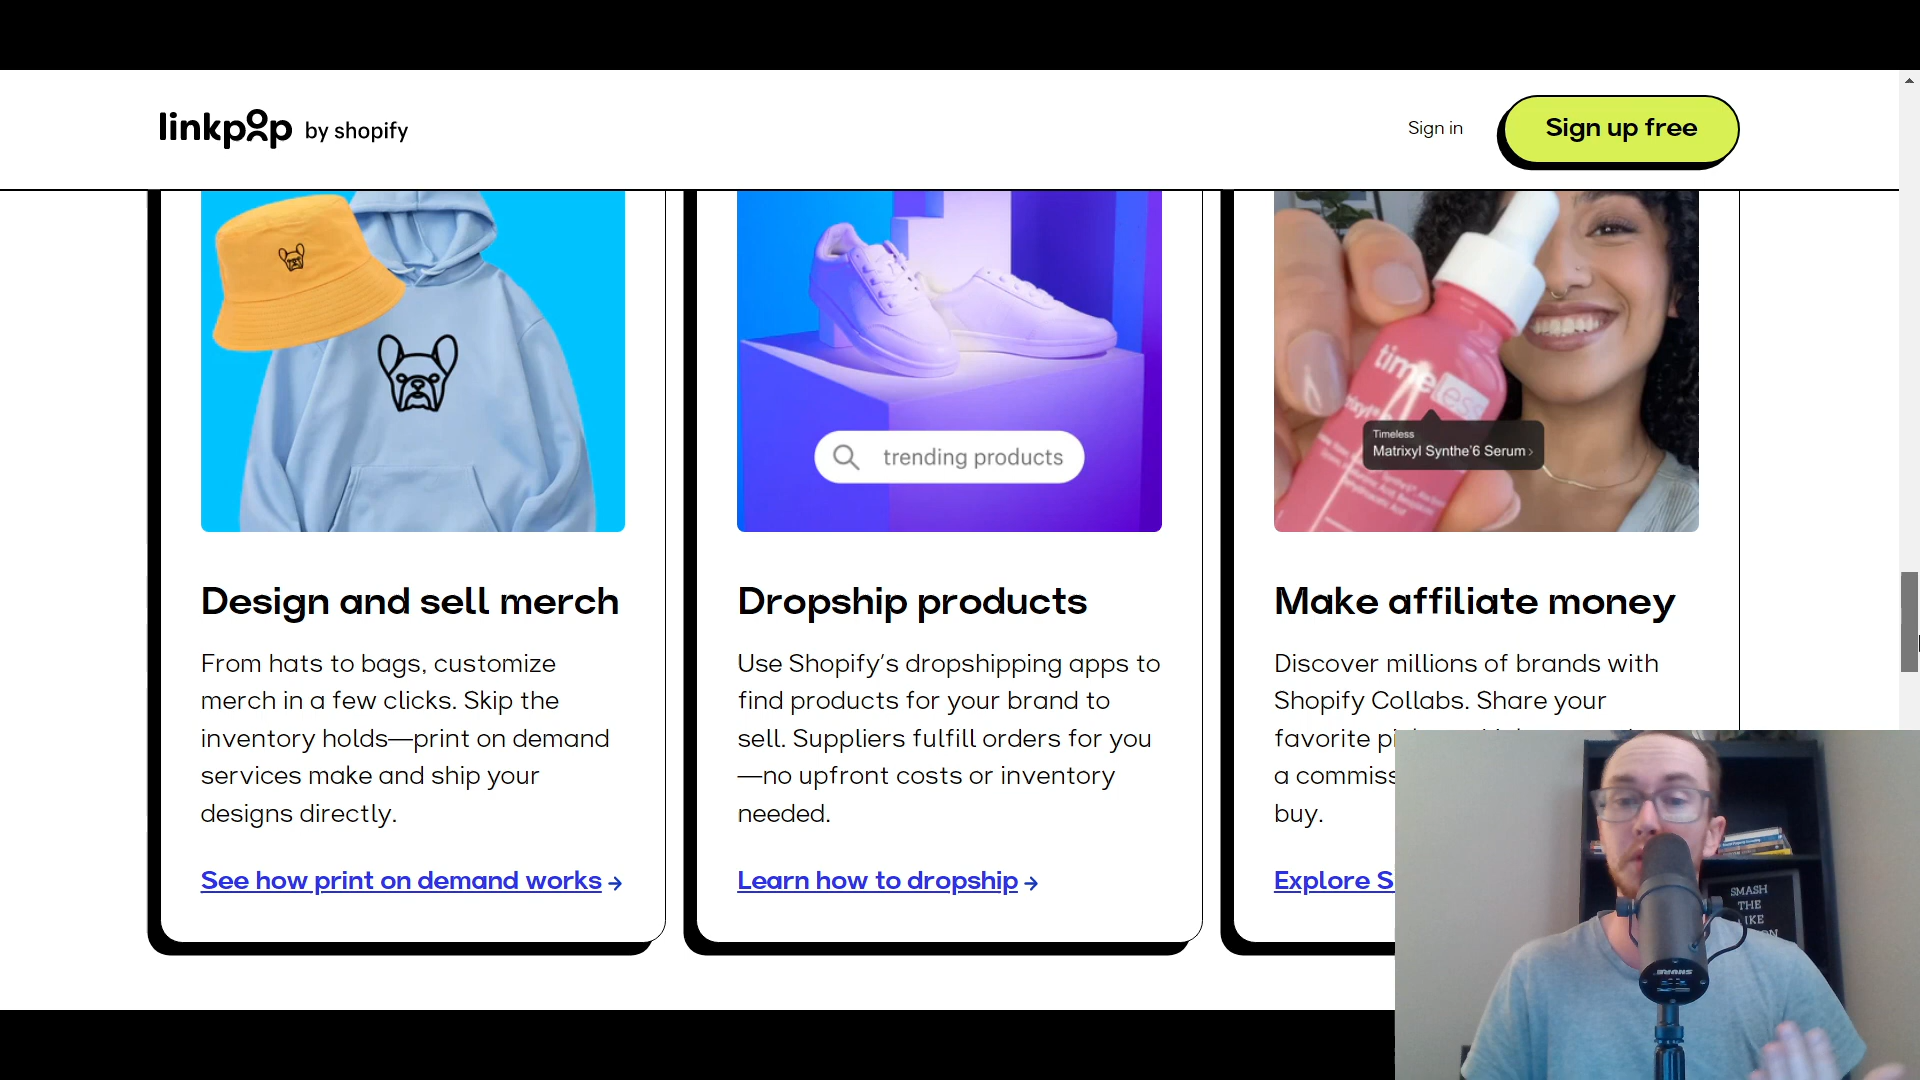 linkpop by shopify
Sign in
Sign up free
trending products
timeless
Timeless
Matrixyl Synthe'6 Serum ›
Design and sell merch
From hats to bags, customize
merch in a few clicks. Skip the
inventory holds—print on demand
services make and ship your
designs directly.
See how print on demand works →
Dropship products
Use Shopify's dropshipping apps to
find products for your brand to
sell. Suppliers fulfill orders for you
—no upfront costs or inventory
needed.
Learn how to dropship →
Make affiliate money
Discover millions of brands with
Shopify Collabs. Share your
favorite
a
buy.
Explore
SMASH
THE
SHURE